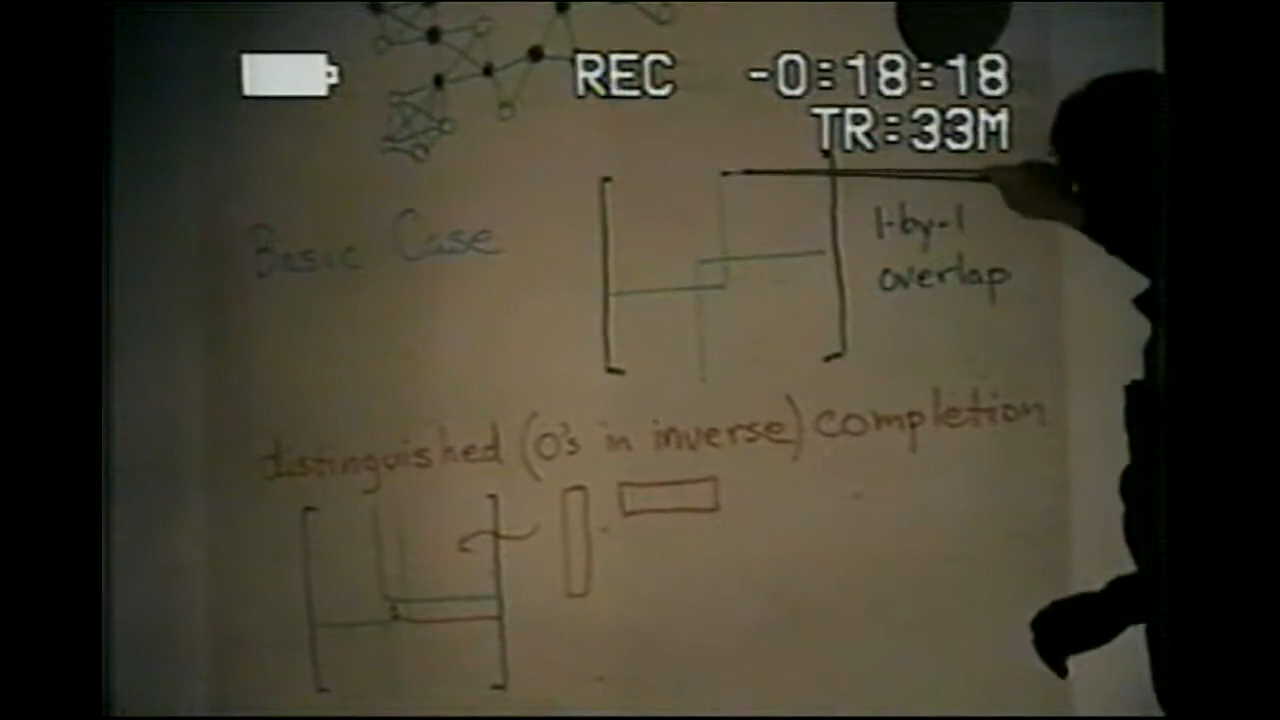 REC -0:18:18
TR:33M
Basic Case
1-by-1
overlap
distinguished (0's in inverse) completion